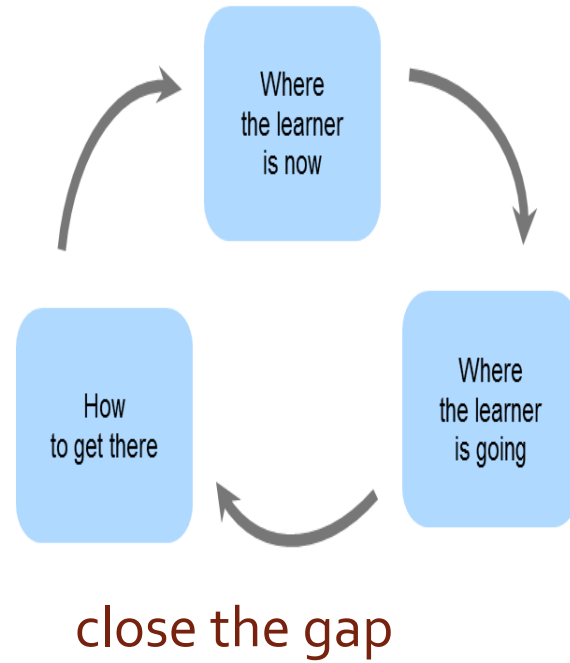 Where
the learner
is now
Where
the learner
is going
How
to get there
close the gap